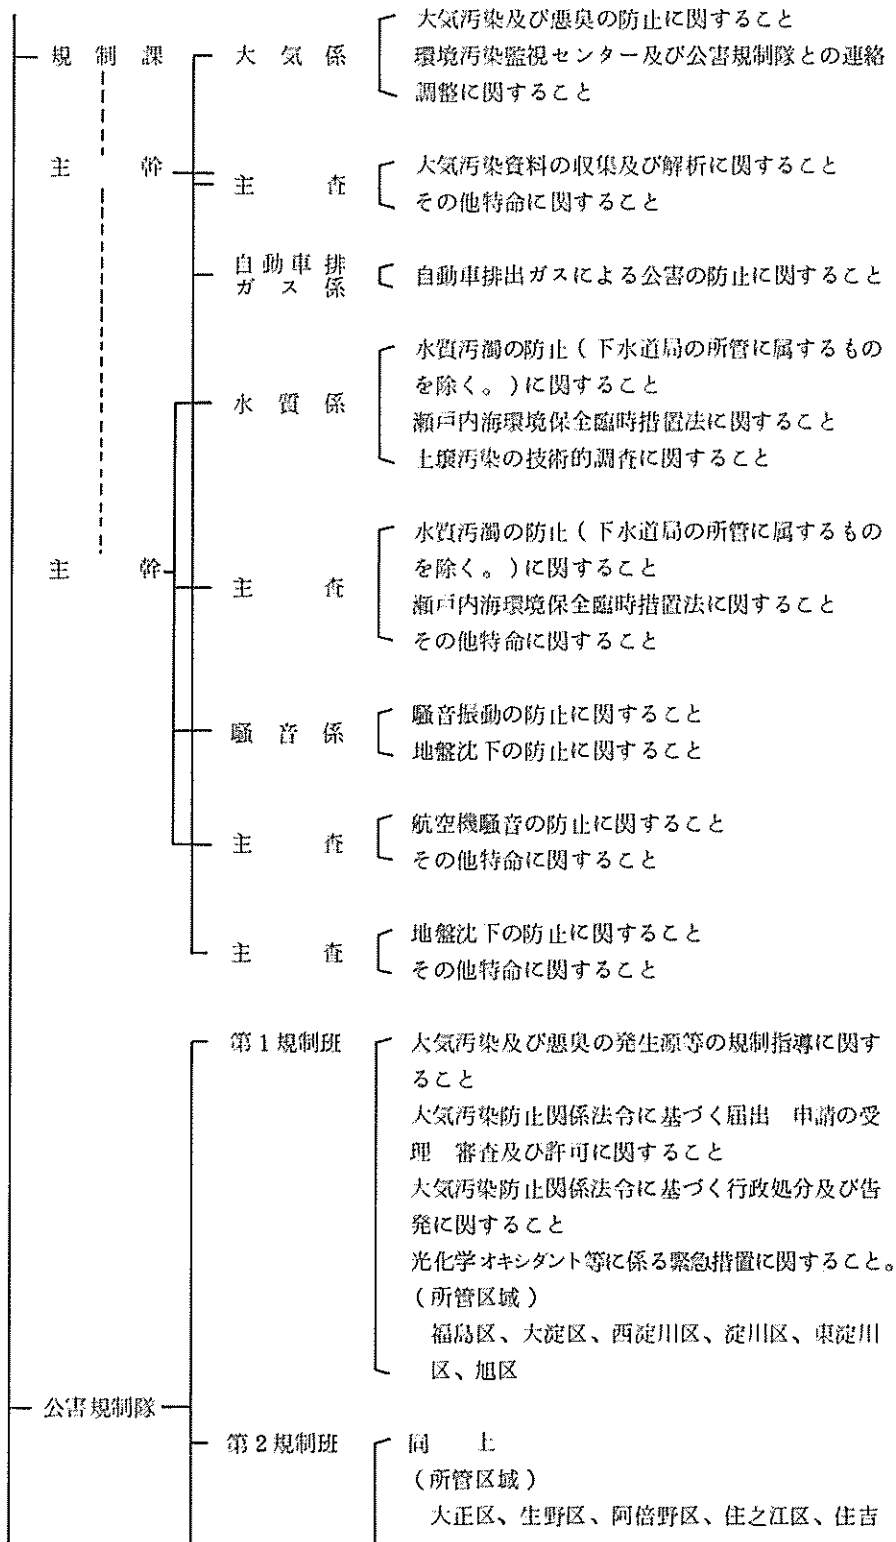 規制課
大気係
大気汚染及び悪臭の防止に関すること
環境汚染監視センター及び公害規制隊との連絡
調整に関すること
主幹
主査
大気汚染資料の収集及び解析に関すること
その他特命に関すること
自動車排
ガス係
自動車排出ガスによる公害の防止に関すること
水質係
水質汚濁の防止(下水道局の所管に属するもの
を除く。)に関すること
瀬戸内海環境保全臨時措置法に関すること
土壌汚染の技術的調査に関すること
主幹
主査
水質汚濁の防止(下水道局の所管に属するもの
を除く。)に関すること
瀬戸内海環境保全臨時措置法に関すること
その他特命に関すること
騒音係
騒音振動の防止に関すること
地盤沈下の防止に関すること
主査
航空機騒音の防止に関すること
その他特命に関すること
主査
地盤沈下の防止に関すること
その他特命に関すること
公害規制隊
第1規制班
大気汚染及び悪臭の発生源等の規制指導に関す
ること
大気汚染防止関係法令に基づく届出 申請の受
理 審査及び許可に関すること
大気汚染防止関係法令に基づく行政処分及び告
発に関すること
光化学オキシダント等に係る緊急措置に関すること。
(所管区域)
福島区、大淀区、西淀川区、淀川区、東淀川
区、旭区
第2規制班
同上
(所管区域)
大正区、生野区、阿倍野区、住之江区、住吉